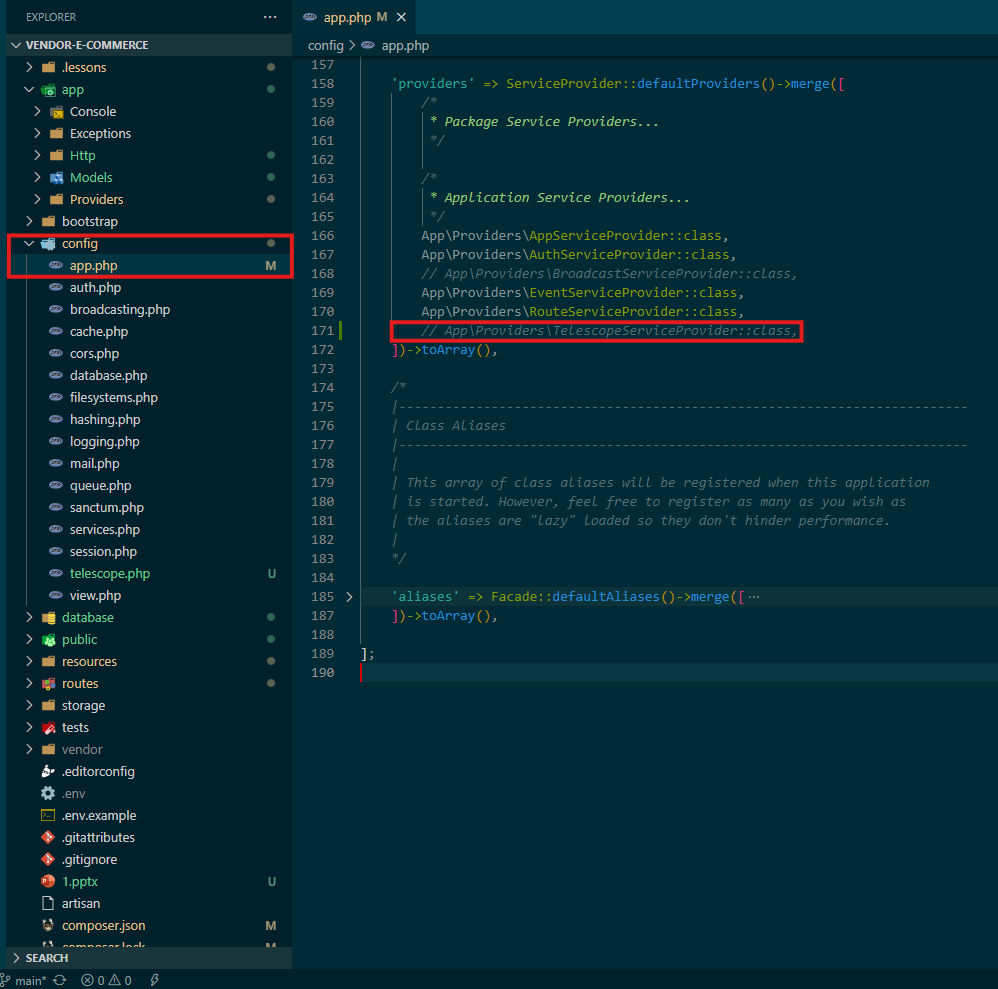 EXPLORER
VENDOR-E-COMMERCE
.lessons
app
Console
Exceptions
Http
Models
Providers
bootstrap
config
app.php M
auth.php
broadcasting.php
cache.php
cors.php
database.php
filesystems.php
hashing.php
logging.php
mail.php
queue.php
sanctum.php
services.php
session.php
telescope.php U
view.php
database
public
resources
routes
storage
tests
vendor
.editorconfig
.env
.env.example
.gitattributes
.gitignore
1.pptx U
artisan
composer.json M
composer.lock M
SEARCH
app.php M
config > app.php
157
158 'providers' => ServiceProvider::defaultProviders()->merge([
159 /*
160 * Package Service Providers...
161 */
162
163 /*
164 * Application Service Providers...
165 */
166 App\Providers\AppServiceProvider::class,
167 App\Providers\AuthServiceProvider::class,
168 // App\Providers\BroadcastServiceProvider::class,
169 App\Providers\EventServiceProvider::class,
170 App\Providers\RouteServiceProvider::class,
171 // App\Providers\TelescopeServiceProvider::class,
172 ])->toArray(),
173
174 /*
175 |--------------------------------------------------------------------------
176 | Class Aliases
177 |--------------------------------------------------------------------------
178 |
179 | This array of class aliases will be registered when this application
180 | is started. However, feel free to register as many as you wish as
181 | the aliases are "lazy" loaded so they don't hinder performance.
182 |
183 */
184
185 'aliases' => Facade::defaultAliases()->merge([ ...
187 ])->toArray(),
188
189 ];
190
main* 0 0